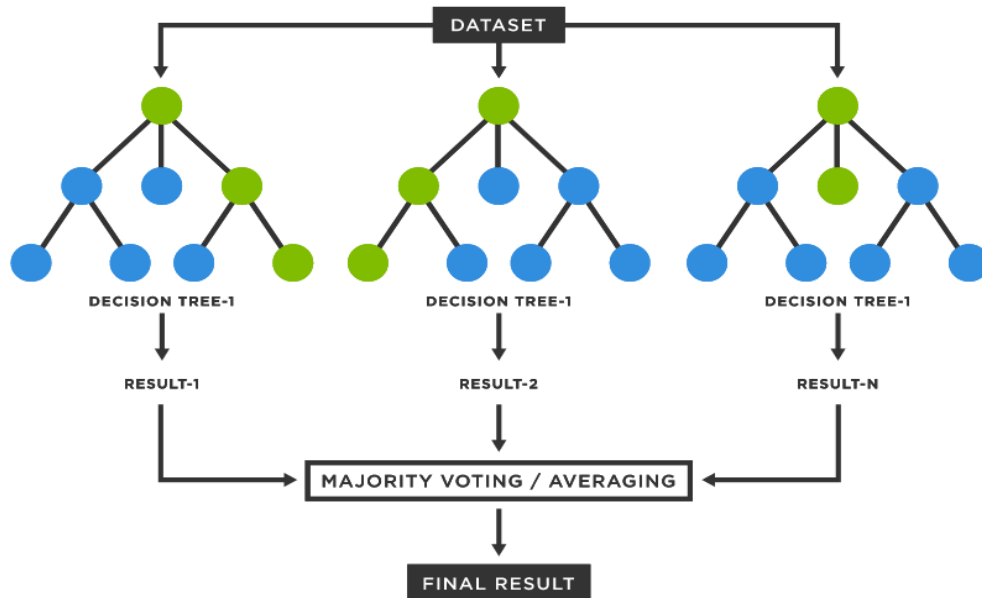 DATASET
DECISION TREE-1
DECISION TREE-1
DECISION TREE-1
RESULT-1
RESULT-2
RESULT-N
MAJORITY VOTING / AVERAGING
FINAL RESULT